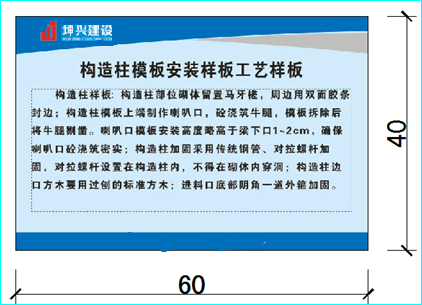 坤兴建设
构造柱模板安装样板工艺样板
构造柱样板: 构造柱部位砌体留置马牙槎，周边用双面胶条
封边；构造柱模板上端制作喇叭口，砼浇筑牛腿，模板拆除后
将牛腿剔凿。喇叭口模板安装高度略高于梁下口1~2cm，确保
喇叭口砼浇筑密实；构造柱加固采用传统钢管、对拉螺杆加
固，对拉螺杆设置在构造柱内，不得在砌体内穿洞；构造柱边
口方木要用过刨的标准方木；进料口底部阴角一道外箍加固。
40
60